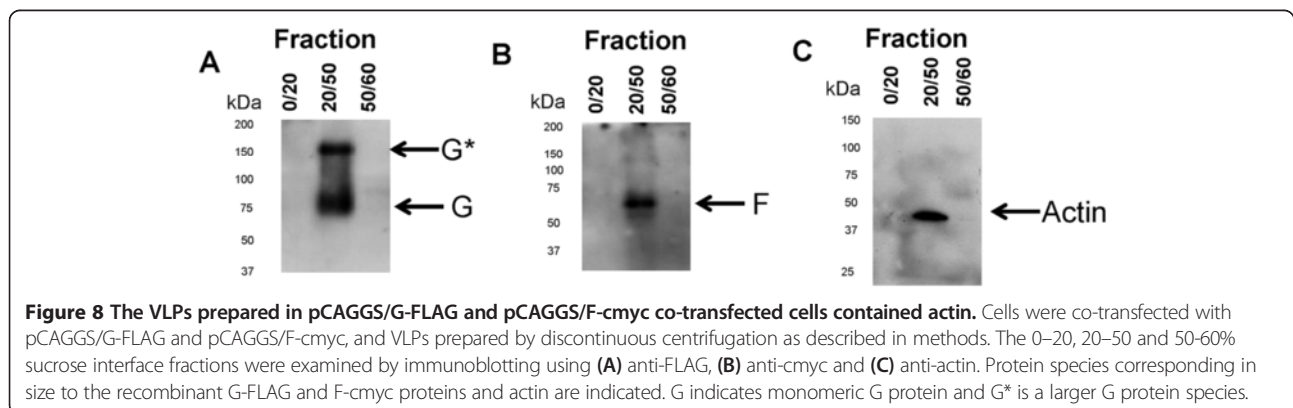 Fraction
A
kDa
0/20
20/50
50/60
200
150
100
75
50
37
G*
G
Fraction
B
kDa
0/20
20/50
50/60
200
150
100
75
50
37
F
Fraction
C
kDa
0/20
20/50
50/60
150
100
75
50
37
25
Actin
Figure 8 The VLPs prepared in pCAGGS/G-FLAG and pCAGGS/F-cmyc co-transfected cells contained actin. Cells were co-transfected with
pCAGGS/G-FLAG and pCAGGS/F-cmyc, and VLPs prepared by discontinuous centrifugation as described in methods. The 0–20, 20–50 and 50-60%
sucrose interface fractions were examined by immunoblotting using (A) anti-FLAG, (B) anti-cmyc and (C) anti-actin. Protein species corresponding in
size to the recombinant G-FLAG and F-cmyc proteins and actin are indicated. G indicates monomeric G protein and G* is a larger G protein species.